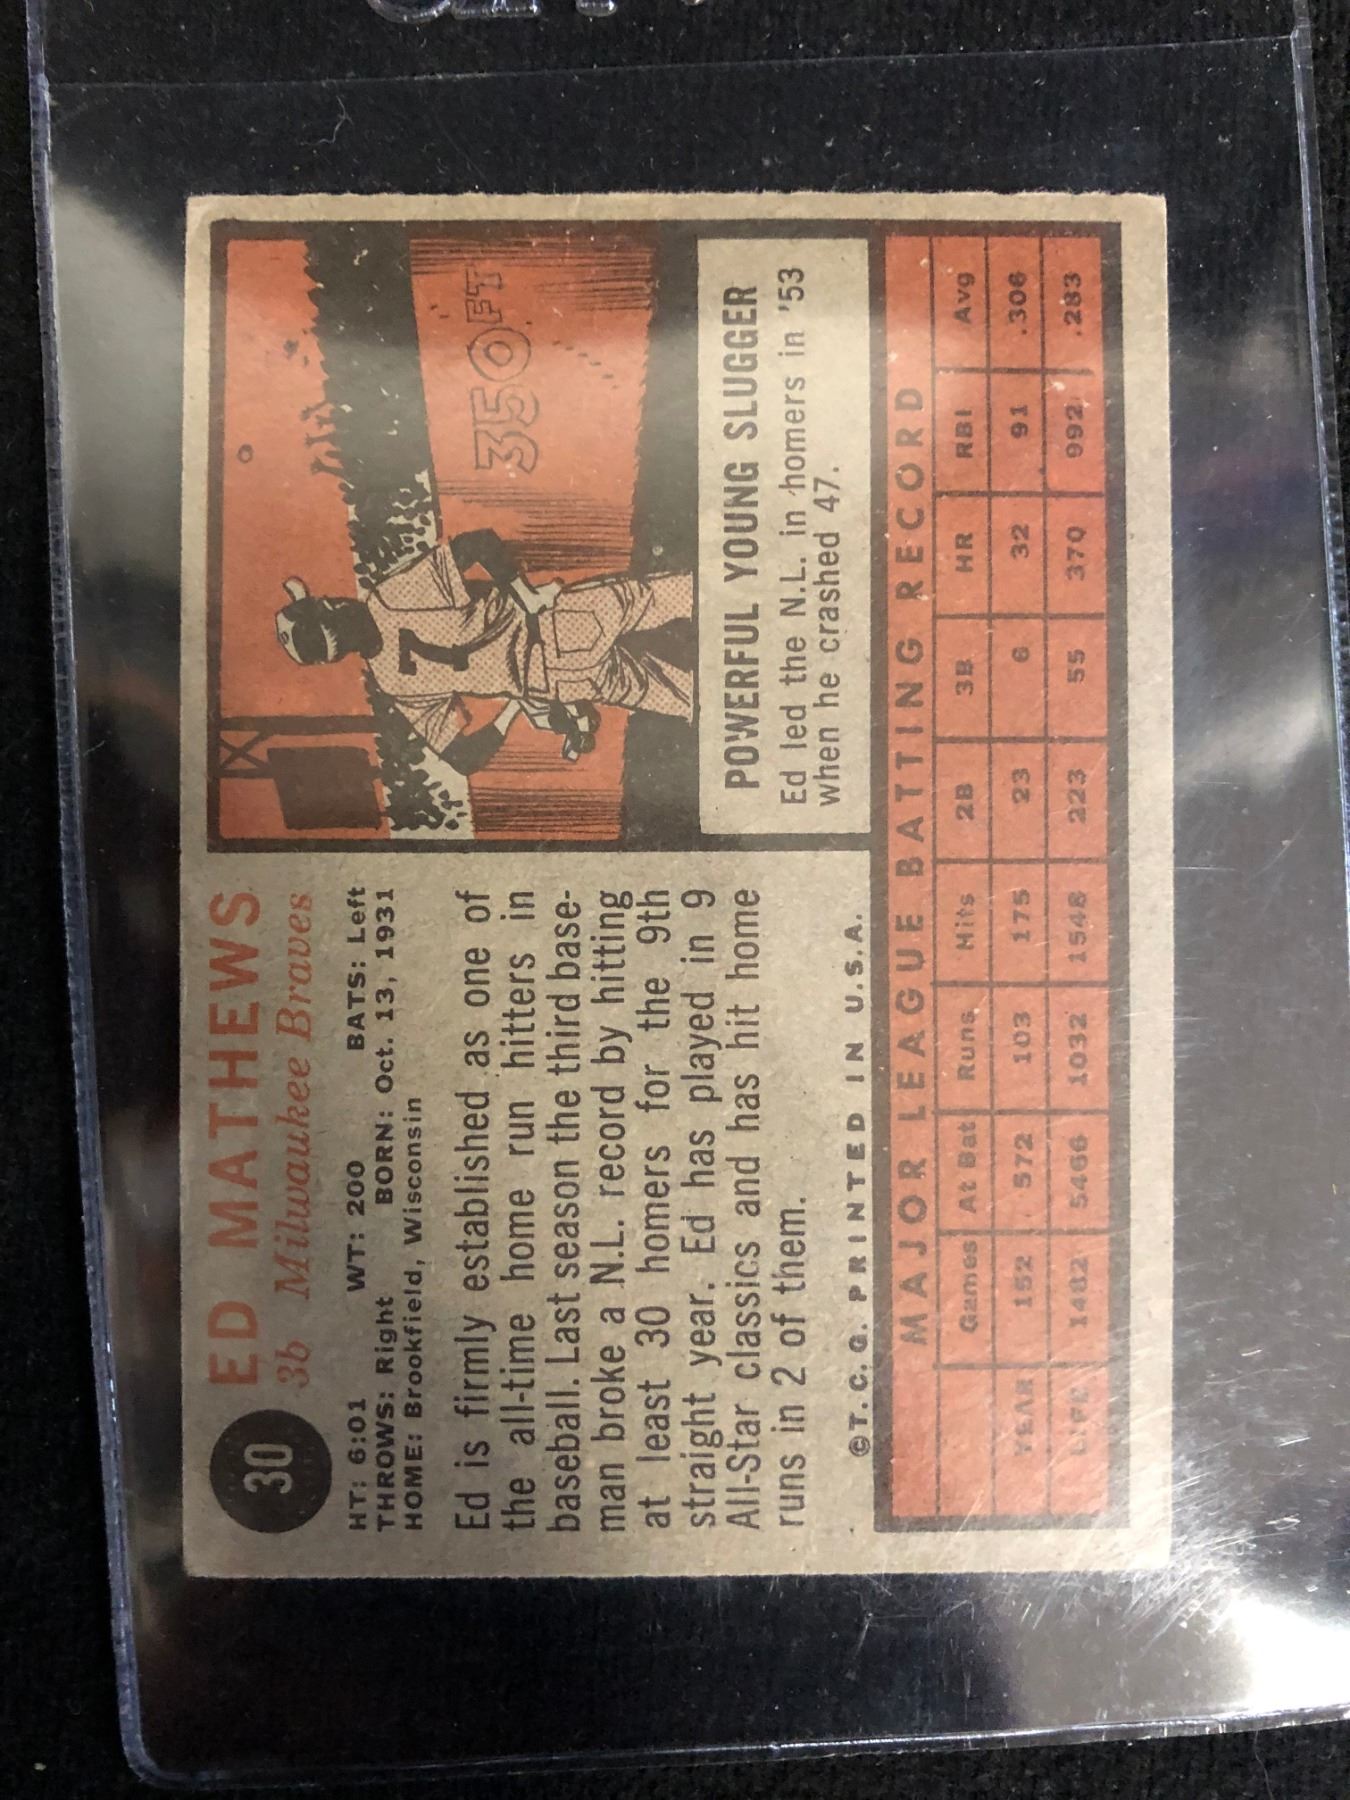 30
ED MATHEWS
3b Milwaukee Braves
HT: 6:01 WT: 200 BATS: Left
THROWS: Right BORN: Oct. 13, 1931
HOME: Brookfield, Wisconsin
Ed is firmly established as one of
the all-time home run hitters in
baseball. Last season the third base-
man broke a N.L. record by hitting
at least 30 homers for the 9th
straight year. Ed has played in 9
All-Star classics and has hit home
runs in 2 of them.
©T.C.G. PRINTED IN U.S.A.
7
350FT
POWERFUL YOUNG SLUGGER
Ed led the N.L. in homers in '53
when he crashed 47.
MAJOR LEAGUE BATTING RECORD
Games At Bat Runs Hits 2B 3B HR RBI Avg
YEAR 152 572 103 175 23 6 32 91 .306
LIFE 1482 5466 1032 1548 223 55 370 992 .283